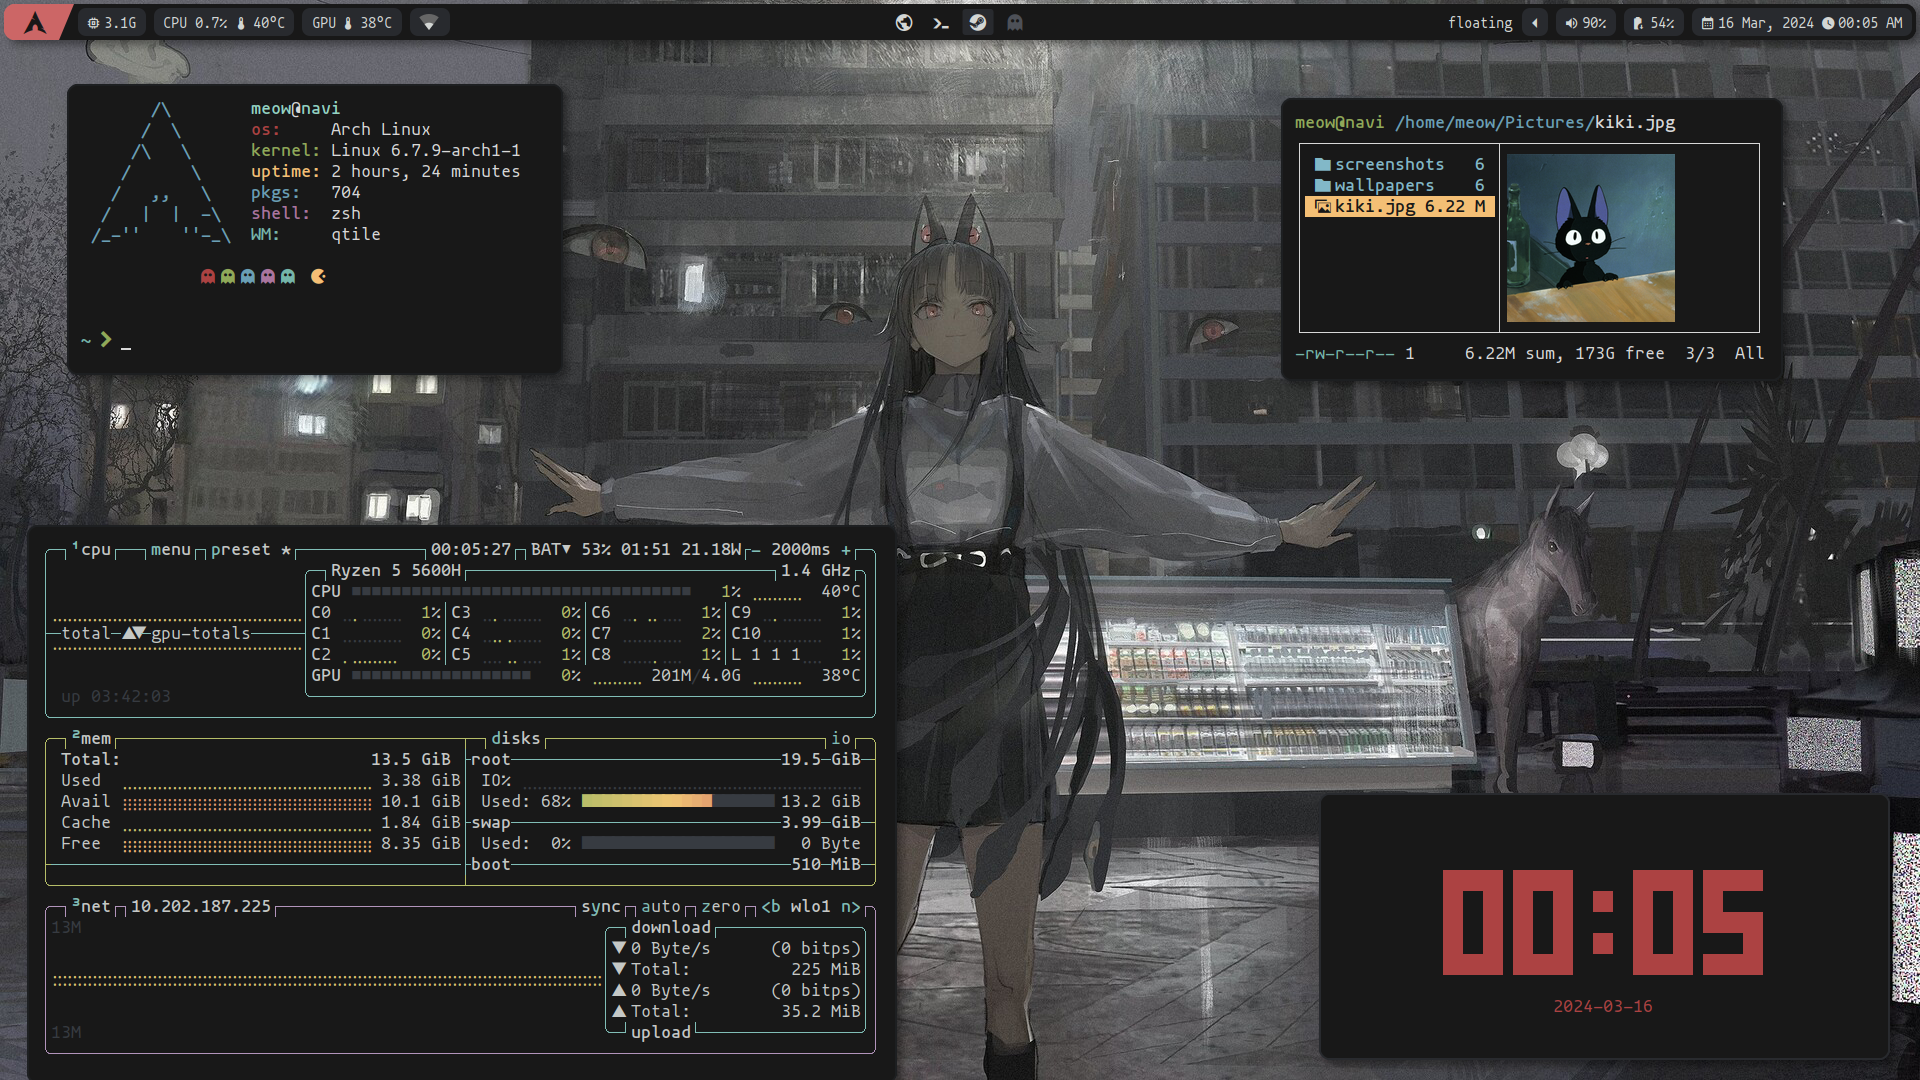 3.1G CPU 0.7% 40°C GPU 38°C floating 90% 54% 16 Mar, 2024 00:05 AM
meow@navi
os: Arch Linux
kernel: Linux 6.7.9-arch1-1
uptime: 2 hours, 24 minutes
pkgs: 704
shell: zsh
WM: qtile
~ ❯ _
meow@navi /home/meow/Pictures/kiki.jpg
screenshots 6
wallpapers 6
kiki.jpg 6.22 M
-rw-r--r-- 1 6.22M sum, 173G free 3/3 All
¹cpu menu preset * 00:05:27 BAT▼ 53% 01:51 21.18W - 2000ms +
Ryzen 5 5600H 1.4 GHz
CPU 1% 40°C
C0 1% C3 0% C6 1% C9 1%
total ▲▼ gpu-totals C1 0% C4 0% C7 2% C10 1%
C2 0% C5 1% C8 1% L 1 1 1 1%
GPU 0% 201M/4.0G 38°C
up 03:42:03
²mem disks io
Total: 13.5 GiB root 19.5 GiB
Used 3.38 GiB IO%
Avail 10.1 GiB Used: 68% 13.2 GiB
Cache 1.84 GiB swap 3.99 GiB
Free 8.35 GiB Used: 0% 0 Byte
boot 510 MiB
³net 10.202.187.225 sync auto zero <b wlo1 n>
13M download
▼ 0 Byte/s (0 bitps)
▼ Total: 225 MiB
▲ 0 Byte/s (0 bitps)
▲ Total: 35.2 MiB
13M upload
00:05
2024-03-16